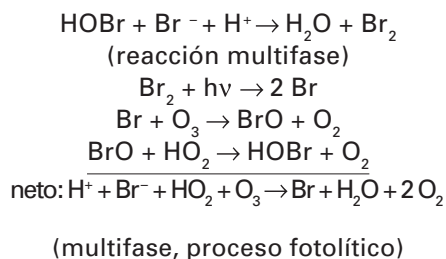 HOBr + Br⁻ + H⁺ → H₂O + Br₂
(reacción multifase)
Br₂ + hν → 2 Br
Br + O₃ → BrO + O₂
BrO + HO₂ → HOBr + O₂
neto: H⁺ + Br⁻ + HO₂ + O₃ → Br + H₂O + 2 O₂
(multifase, proceso fotolítico)